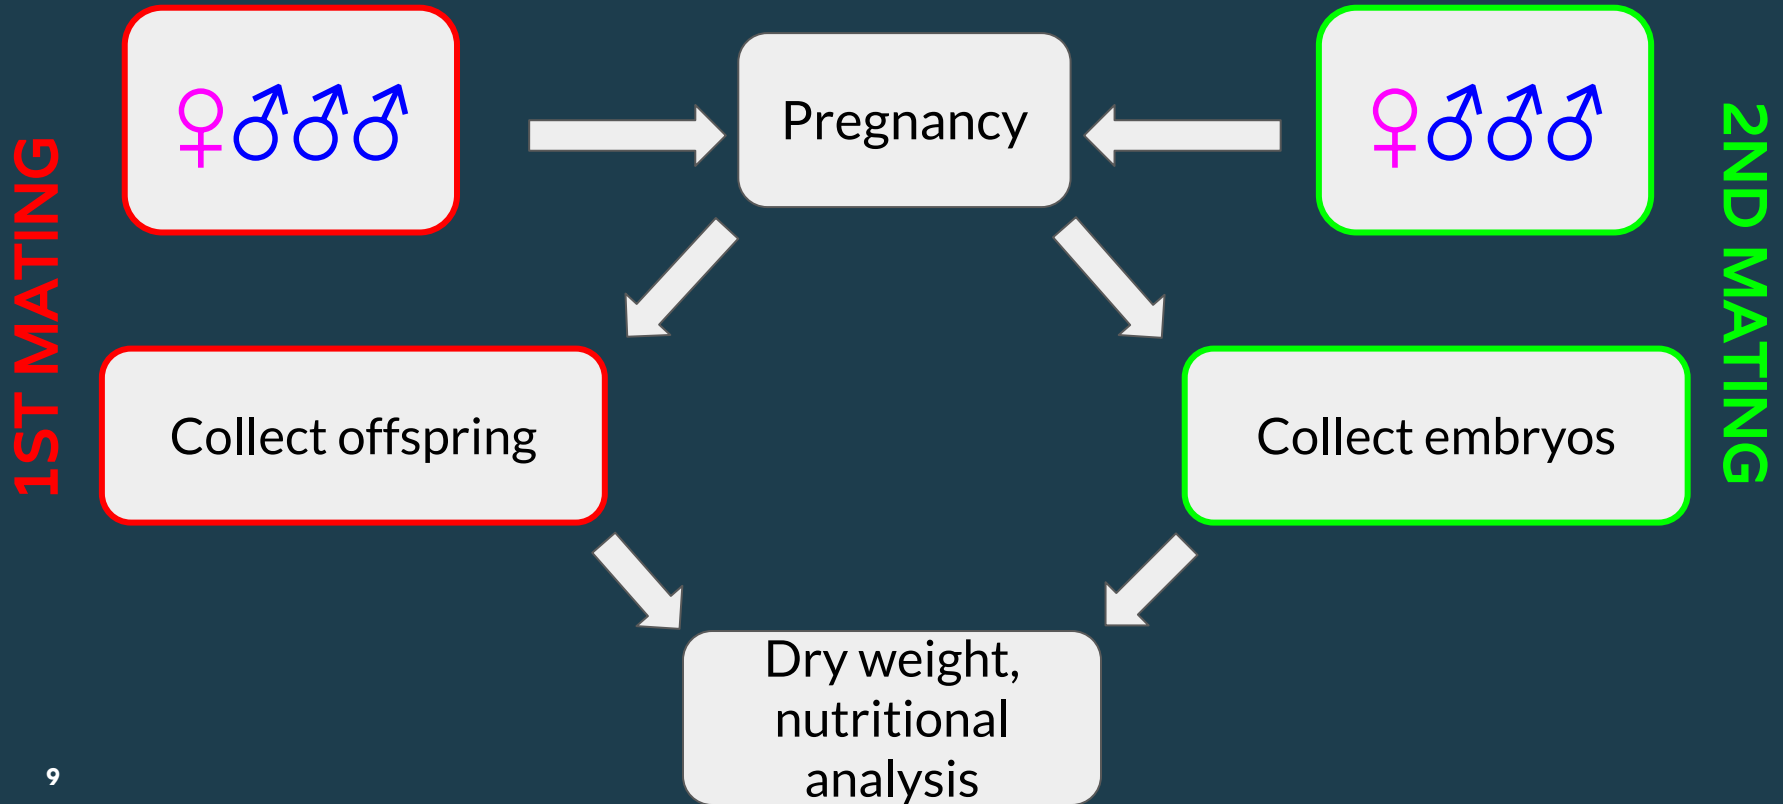 1ST MATING
♀♂♂♂
Pregnancy
♀♂♂♂
2ND MATING
Collect offspring
Collect embryos
Dry weight,
nutritional
analysis
9